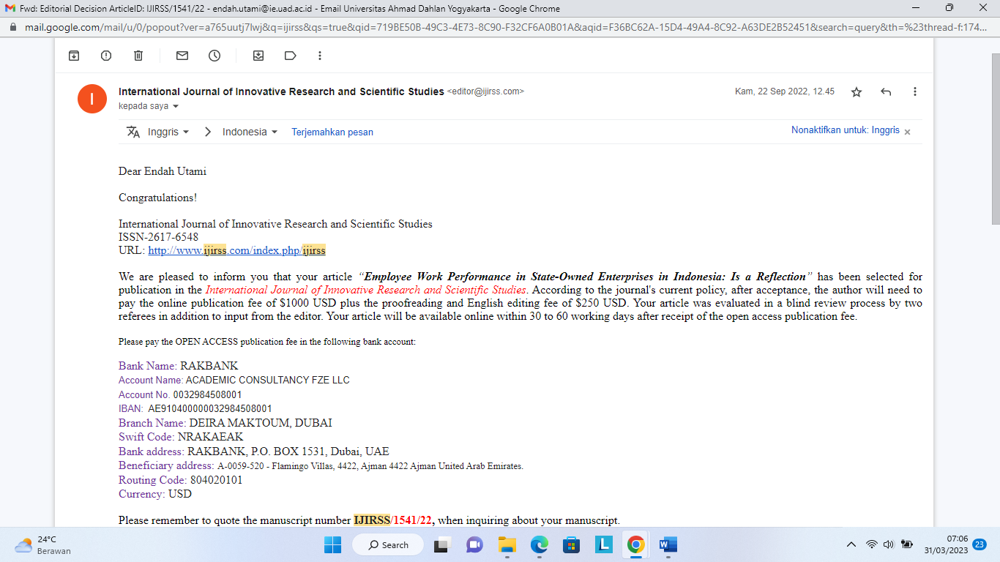 Fwd: Editorial Decision ArticleID: IJIRSS/1541/22 - endah.utami@ie.uad.ac.id - Email Universitas Ahmad Dahlan Yogyakarta - Google Chrome
mail.google.com/mail/u/0/popout?ver=a765uutj7lwj&q=ijirss&qs=true&qid=719BE50B-49C3-4E73-8C90-F32CF6A0B01A&aqid=F36BC62A-15D4-49A4-8C92-A63DE2B52451&search=query&th=%23thread-f:174...
I
International Journal of Innovative Research and Scientific Studies <editor@ijirss.com>
Kam, 22 Sep 2022, 12.45
kepada saya
Inggris > Indonesia Terjemahkan pesan
Nonaktifkan untuk: Inggris ×
Dear Endah Utami
Congratulations!
International Journal of Innovative Research and Scientific Studies
ISSN-2617-6548
URL: http://www.ijirss.com/index.php/ijirss
We are pleased to inform you that your article “Employee Work Performance in State-Owned Enterprises in Indonesia: Is a Reflection” has been selected for
publication in the International Journal of Innovative Research and Scientific Studies. According to the journal's current policy, after acceptance, the author will need to
pay the online publication fee of $1000 USD plus the proofreading and English editing fee of $250 USD. Your article was evaluated in a blind review process by two
referees in addition to input from the editor. Your article will be available online within 30 to 60 working days after receipt of the open access publication fee.
Please pay the OPEN ACCESS publication fee in the following bank account:
Bank Name: RAKBANK
Account Name: ACADEMIC CONSULTANCY FZE LLC
Account No. 0032984508001
IBAN: AE910400000032984508001
Branch Name: DEIRA MAKTOUM, DUBAI
Swift Code: NRAKAEAK
Bank address: RAKBANK, P.O. BOX 1531, Dubai, UAE
Beneficiary address: A-0059-520 - Flamingo Villas, 4422, Ajman 4422 Ajman United Arab Emirates.
Routing Code: 804020101
Currency: USD
Please remember to quote the manuscript number IJIRSS/1541/22, when inquiring about your manuscript.
24°C
Berawan
Search
L
W
07:06
31/03/2023
23